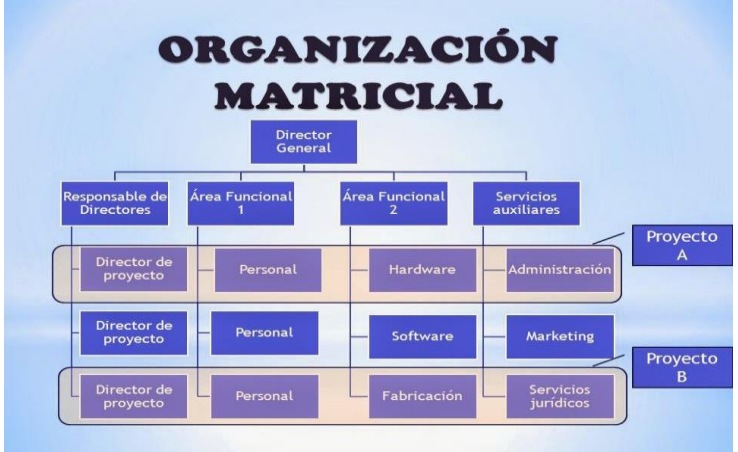 ORGANIZACIÓN
MATRICIAL
Director
General
Responsable de
Directores
Área Funcional
1
Área Funcional
2
Servicios
auxiliares
Proyecto
A
Director de
proyecto
Personal
Hardware
Administración
Director de
proyecto
Personal
Software
Marketing
Proyecto
B
Director de
proyecto
Personal
Fabricación
Servicios
jurídicos